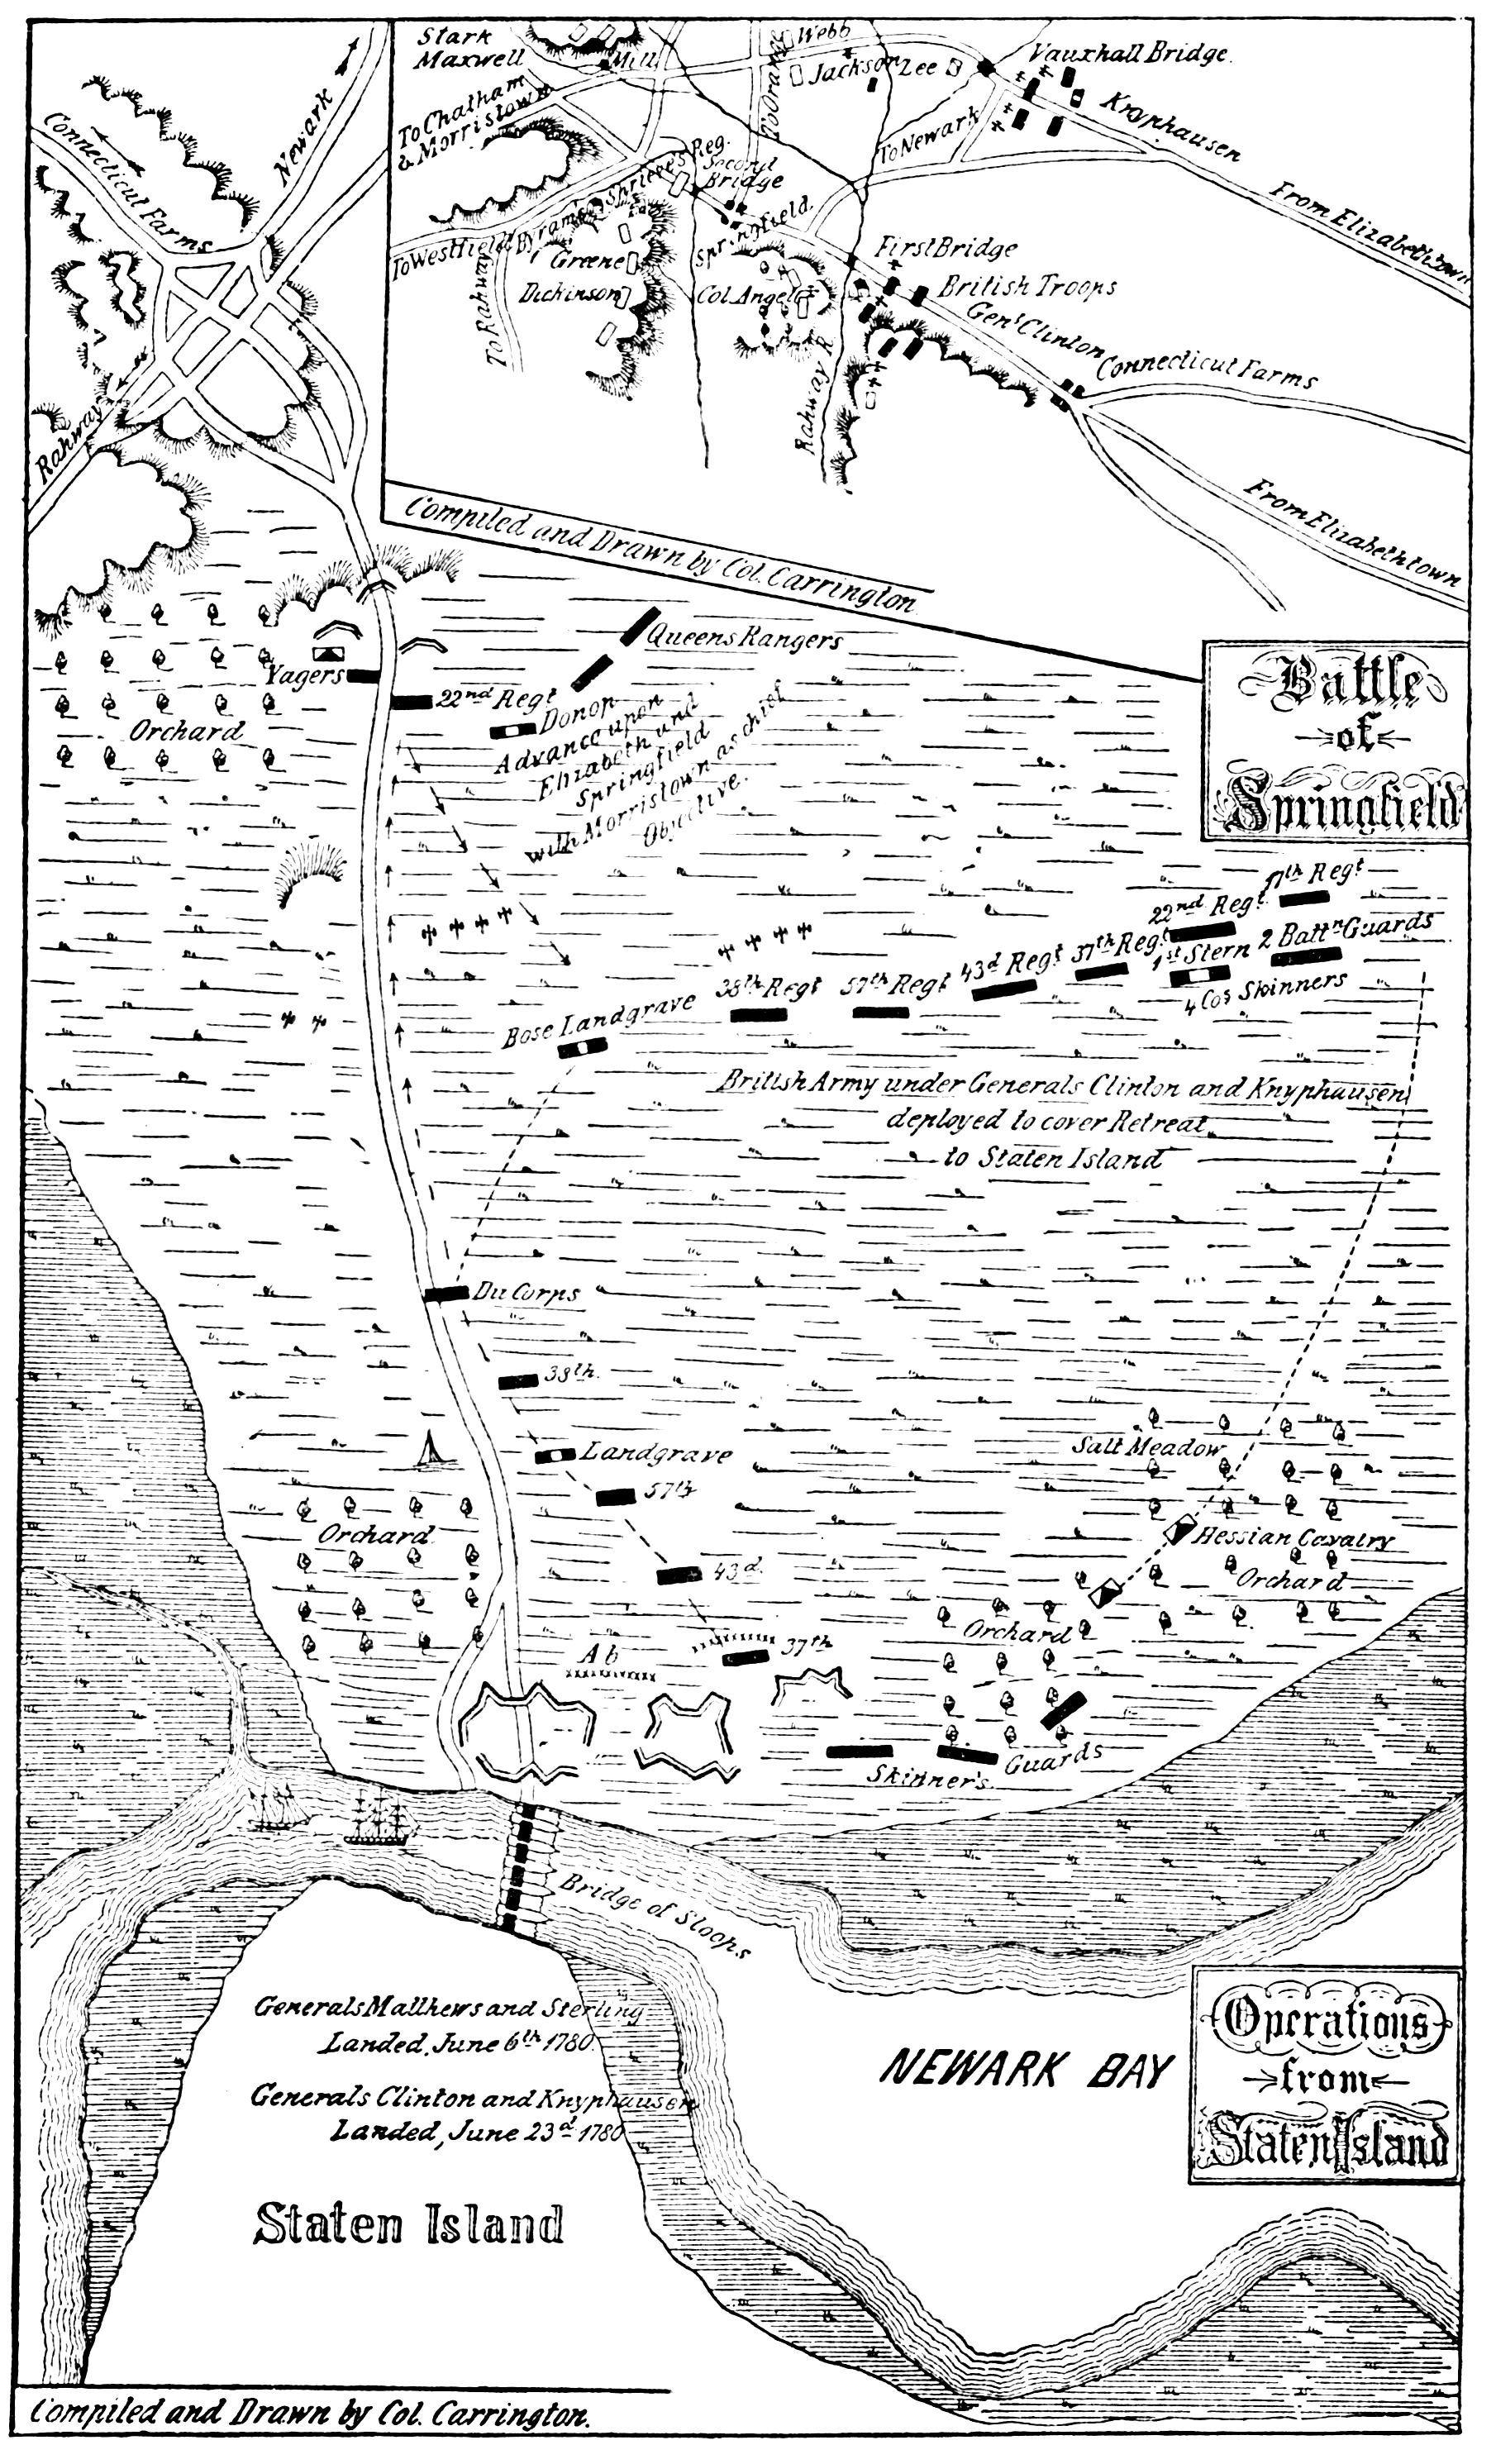 Stark
Maxwell
Mill
Webb
Jackson
Lee
Vauxhall Bridge.
To Chatham
& Morristown
To Orange
To Newark
Knyphausen
From Elizabethtown
Shrieve's Reg.
Second
Bridge
Byram
To Westfield
To Rahway
Greene
Dickinson
Springfield.
Col. Angel
First Bridge
British Troops
Genl. Clinton
Connecticut Farms
Rahway R
From Elizabethtown
Compiled and Drawn by Col. Carrington
Newark
Connecticut Farms
Rahway
Battle
of
Springfield
Queens Rangers
Yagers
22nd Regt
Donop
Orchard
Advance upon
Elizabeth and
Springfield
with Morristown as chief
Objective.
17th Regt
22nd Regt.
2 Battn Guards
1st Stern
37th Regt
43d Regt
57th Regt
38th Regt
Bose Landgrave
4 Cos Skinners
British Army under Generals Clinton and Knyphausen
deployed to cover Retreat
to Staten Island
Du Corps
38th.
Landgrave
57th
43d.
37th
A b
Orchard
Salt Meadow
Hessian Cavalry
Orchard
Orchard
Guards
Skinner's
Bridge of Sloops
Generals Matthews and Sterling
Landed, June 6th 1780.
Generals Clinton and Knyphausen
Landed, June 23d 1780
Staten Island
NEWARK BAY
Operations
from
Staten Island
Compiled and Drawn by Col. Carrington.